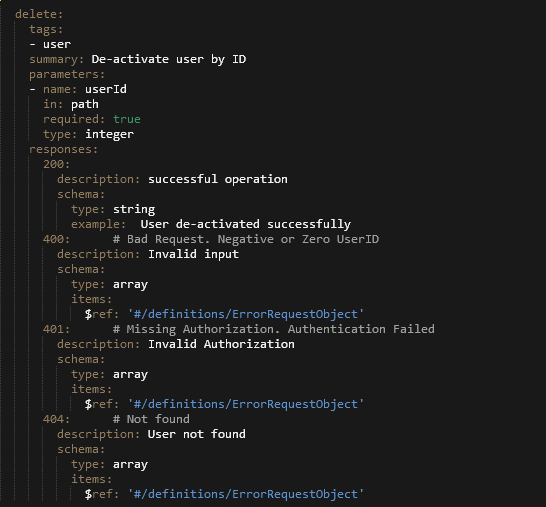 delete:
  tags:
  - user
  summary: De-activate user by ID
  parameters:
  - name: userId
    in: path
    required: true
    type: integer
  responses:
    200:
      description: successful operation
      schema:
        type: string
        example:  User de-activated successfully
    400:      # Bad Request. Negative or Zero UserID
      description: Invalid input
      schema:
        type: array
        items:
          $ref: '#/definitions/ErrorRequestObject'
    401:      # Missing Authorization. Authentication Failed
      description: Invalid Authorization
      schema:
        type: array
        items:
          $ref: '#/definitions/ErrorRequestObject'
    404:      # Not found
      description: User not found
      schema:
        type: array
        items:
          $ref: '#/definitions/ErrorRequestObject'